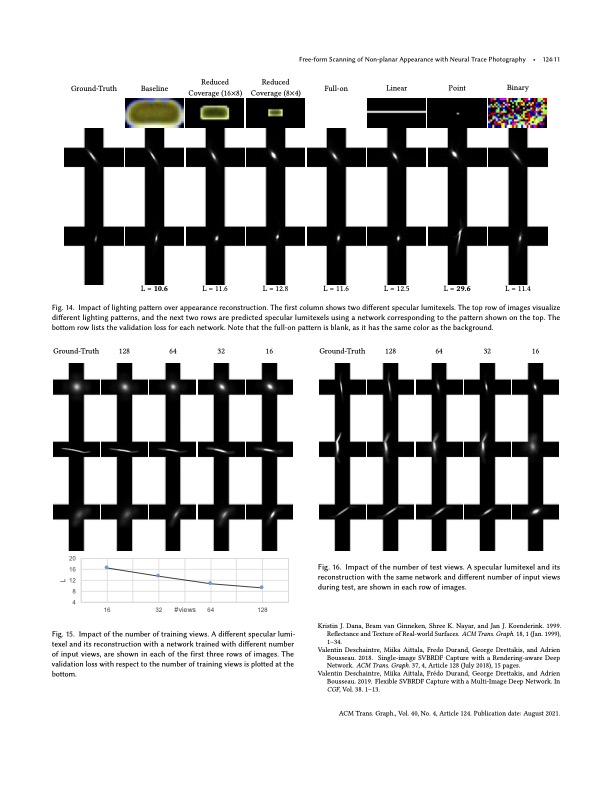 Free-form Scanning of Non-planar Appearance with Neural Trace Photography • 124:11
Ground-Truth Baseline Reduced Coverage (16×8) Reduced Coverage (8×4) Full-on Linear Point Binary
L = 10.6 L = 11.6 L = 12.8 L = 11.6 L = 12.5 L = 29.6 L = 11.4
Fig. 14. Impact of lighting pattern over appearance reconstruction. The first column shows two different specular lumitexels. The top row of images visualize
different lighting patterns, and the next two rows are predicted specular lumitexels using a network corresponding to the pattern shown on the top. The
bottom row lists the validation loss for each network. Note that the full-on pattern is blank, as it has the same color as the background.
Ground-Truth 128 64 32 16
20
16
12
8
4
L
16 32 #views 64 128
Fig. 15. Impact of the number of training views. A different specular lumi-
texel and its reconstruction with a network trained with different number
of input views, are shown in each of the first three rows of images. The
validation loss with respect to the number of training views is plotted at the
bottom.
Ground-Truth 128 64 32 16
Fig. 16. Impact of the number of test views. A specular lumitexel and its
reconstruction with the same network and different number of input views
during test, are shown in each row of images.
Kristin J. Dana, Bram van Ginneken, Shree K. Nayar, and Jan J. Koenderink. 1999.
Reflectance and Texture of Real-world Surfaces. ACM Trans. Graph. 18, 1 (Jan. 1999),
1–34.
Valentin Deschaintre, Miika Aittala, Fredo Durand, George Drettakis, and Adrien
Bousseau. 2018. Single-image SVBRDF Capture with a Rendering-aware Deep
Network. ACM Trans. Graph. 37, 4, Article 128 (July 2018), 15 pages.
Valentin Deschaintre, Miika Aittala, Frédo Durand, George Drettakis, and Adrien
Bousseau. 2019. Flexible SVBRDF Capture with a Multi-Image Deep Network. In
CGF, Vol. 38. 1–13.
ACM Trans. Graph., Vol. 40, No. 4, Article 124. Publication date: August 2021.